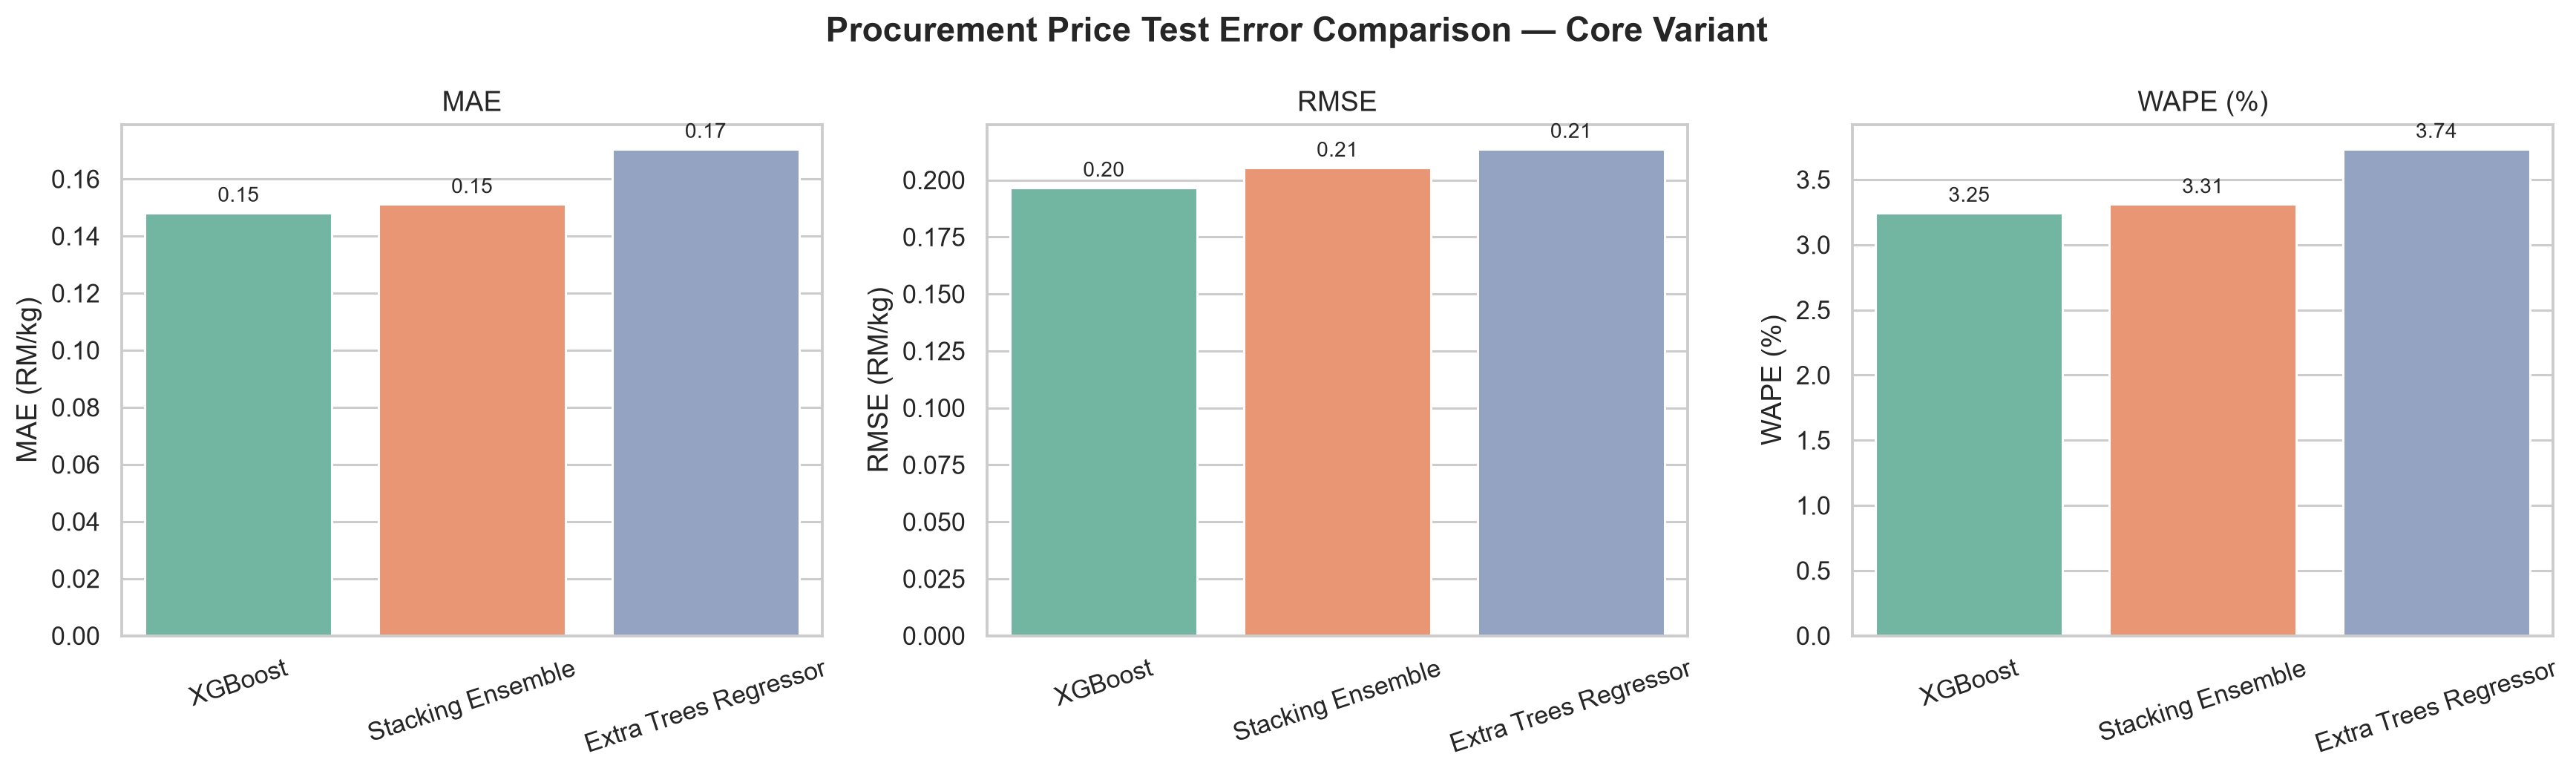 Procurement Price Test Error Comparison — Core Variant
MAE
MAE (RM/kg)
0.16
0.14
0.12
0.10
0.08
0.06
0.04
0.02
0.00
0.15
0.15
0.17
XGBoost
Stacking Ensemble
Extra Trees Regressor
RMSE
RMSE (RM/kg)
0.200
0.175
0.150
0.125
0.100
0.075
0.050
0.025
0.000
0.20
0.21
0.21
XGBoost
Stacking Ensemble
Extra Trees Regressor
WAPE (%)
WAPE (%)
3.5
3.0
2.5
2.0
1.5
1.0
0.5
0.0
3.25
3.31
3.74
XGBoost
Stacking Ensemble
Extra Trees Regressor